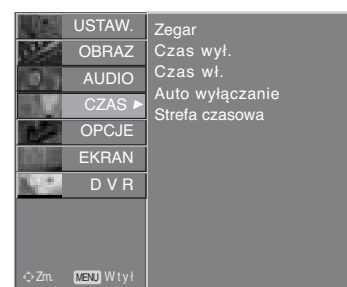 USTAW.
OBRAZ
AUDIO
CZAS ►
OPCJE
EKRAN
D V R
Zegar
Czas wył.
Czas wł.
Auto wyłączanie
Strefa czasowa
Zm. MENU Wtył